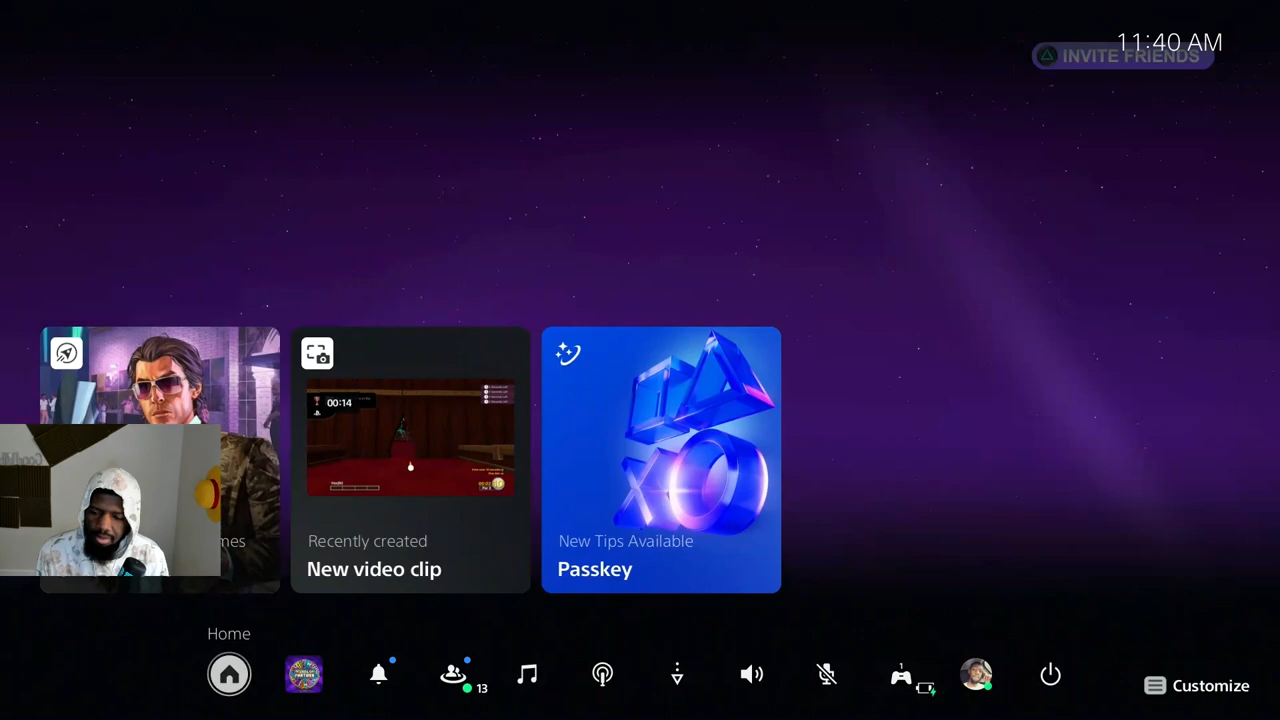 11:40 AM
INVITE FRIENDS
00:14
mes
Recently created
New video clip
New Tips Available
Passkey
Home
13
1
Customize